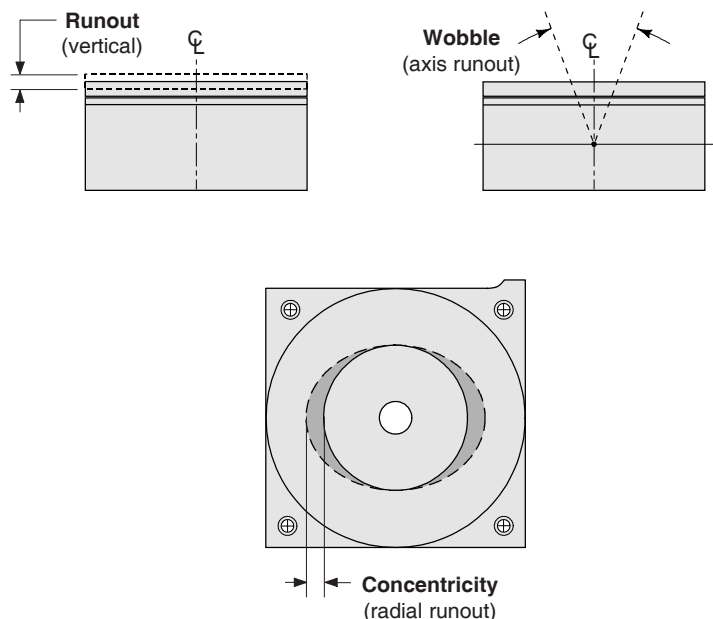 Runout
(vertical)
℄
Wobble
(axis runout)
℄
Concentricity
(radial runout)